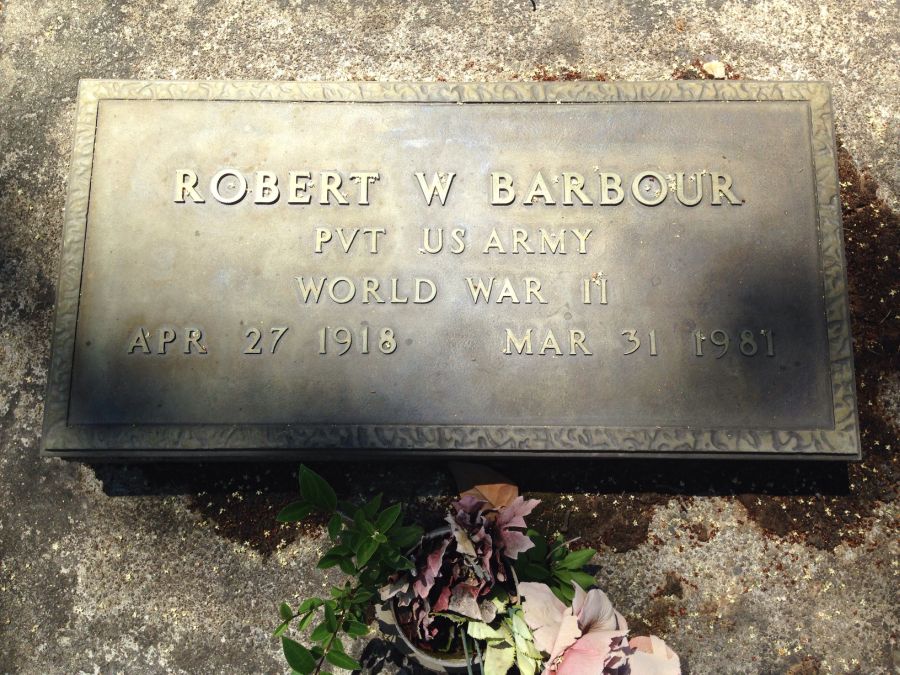 ROBERT W BARBOUR
PVT US ARMY
WORLD WAR II
APR 27 1918 MAR 31 1981